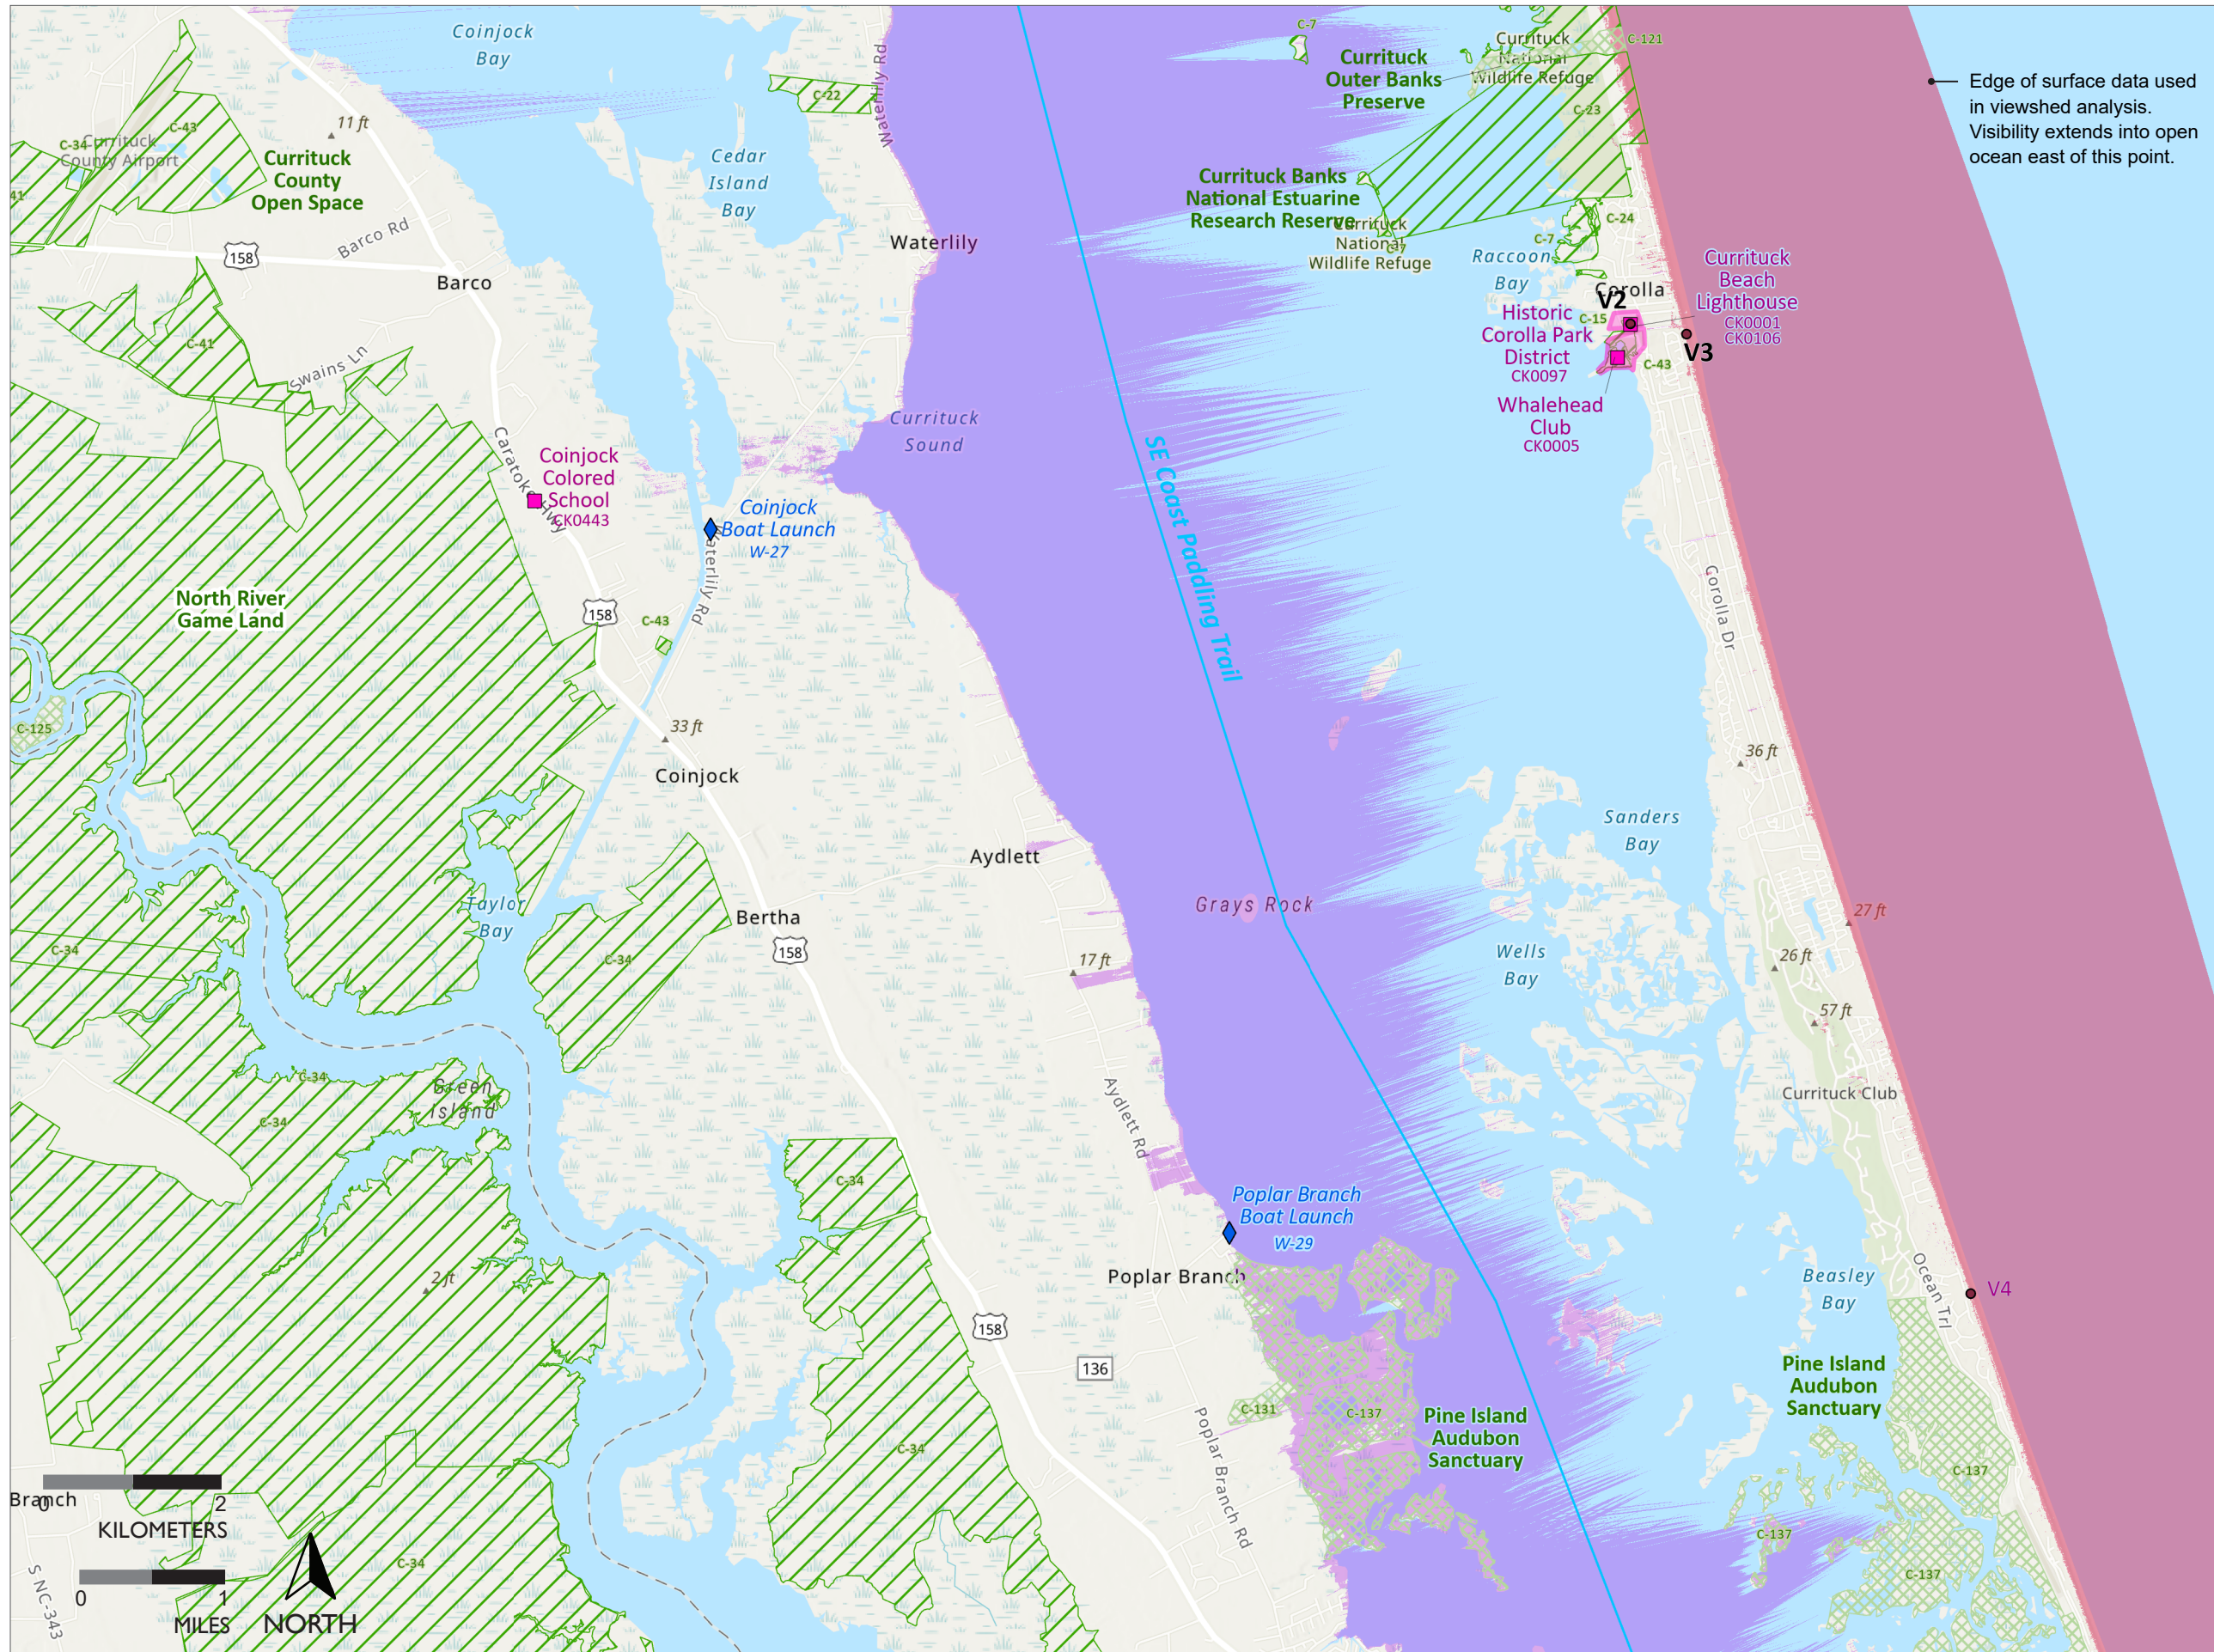 Coinjock
Bay
C-7
Currituck
Outer Banks
Preserve
Currituck
National
Wildlife Refuge
C-121
Edge of surface data used
in viewshed analysis.
Visibility extends into open
ocean east of this point.
Waterlily Rd
C-22
C-23
11 ft
C-43
C-34
Currituck
County Airport
Currituck
County
Open Space
41
Cedar
Island
Bay
Currituck Banks
National Estuarine
Research Reserve
Currituck
National
Wildlife Refuge
C-7
C-24
C-7
Raccoon
Bay
Barco Rd
158
Barco
Waterlily
Corolla
V2
C-15
Currituck
Beach
Lighthouse
CK0001
CK0106
V3
Historic
Corolla Park
District
CK0097
C-43
Whalehead
Club
CK0005
C-41
Swains Ln
Currituck
Sound
SE Coast Paddling Trail
Caratoke Hwy
Coinjock
Colored
School
CK0443
Coinjock
Boat Launch
W-27
Waterlily Rd
Corolla Dr
North River
Game Land
158
C-43
C-125
33 ft
Coinjock
36 ft
Sanders
Bay
Aydlett
Grays Rock
Taylor
Bay
Bertha
158
27 ft
C-34
C-34
17 ft
Wells
Bay
26 ft
57 ft
C-34
Green
Island
C-34
Aydlett Rd
Currituck Club
C-34
Poplar Branch
Boat Launch
W-29
Poplar Branch
2 ft
Beasley
Bay
Ocean Trl
V4
158
136
Pine Island
Audubon
Sanctuary
C-131
C-137
Pine Island
Audubon
Sanctuary
Poplar Branch Rd
C-34
C-137
C-137
C-137
Branch
0 2
KILOMETERS
C-34
0 1
MILES
NORTH
S NC-343